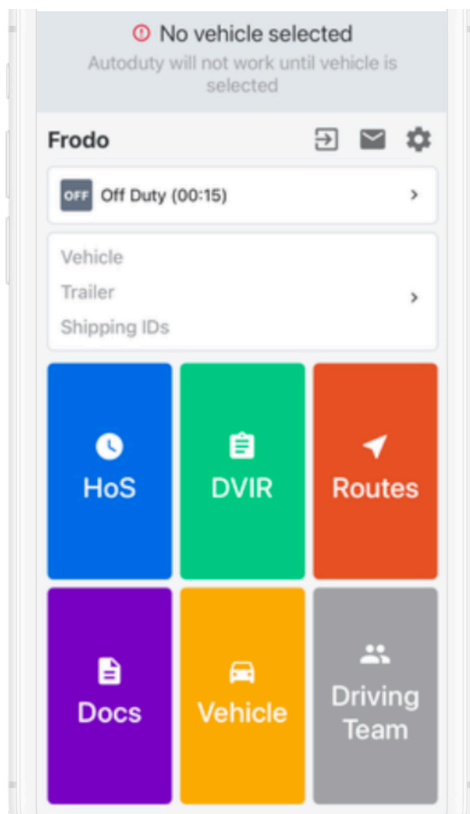 No vehicle selected
Autoduty will not work until vehicle is
selected
Frodo
OFF Off Duty (00:15)
Vehicle
Trailer
Shipping IDs
HoS
DVIR
Routes
Docs
Vehicle
Driving
Team